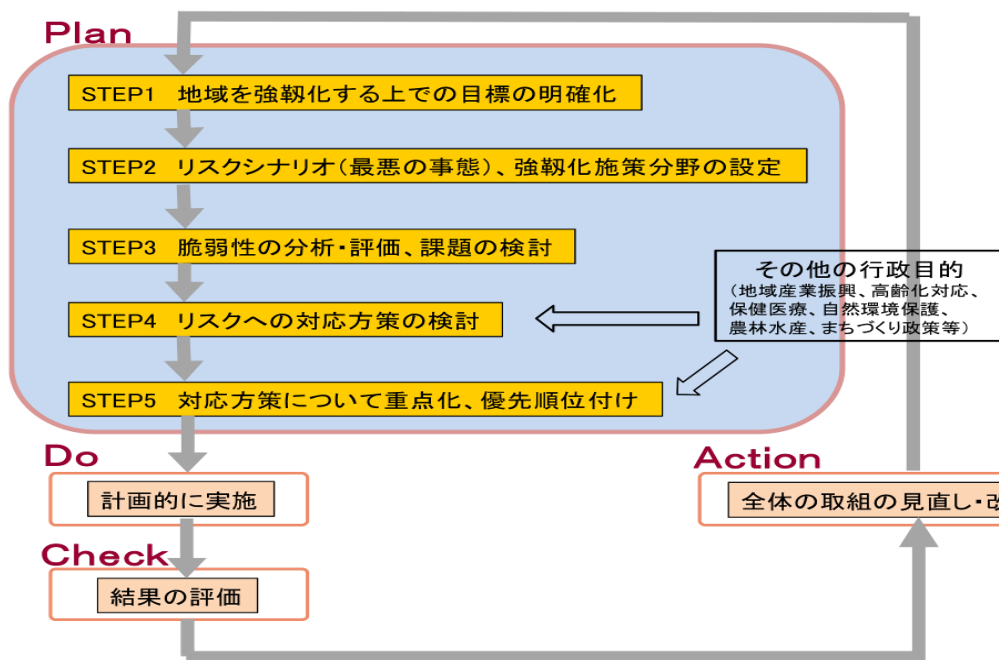 Plan
STEP1 地域を強靱化する上での目標の明確化
STEP2 リスクシナリオ(最悪の事態)、強靱化施策分野の設定
STEP3 脆弱性の分析・評価、課題の検討
その他の行政目的
(地域産業振興、高齢化対応、
保健医療、自然環境保護、
農林水産、まちづくり政策等)
STEP4 リスクへの対応方策の検討
STEP5 対応方策について重点化、優先順位付け
Do
計画的に実施
Action
全体の取組の見直し・改
Check
結果の評価